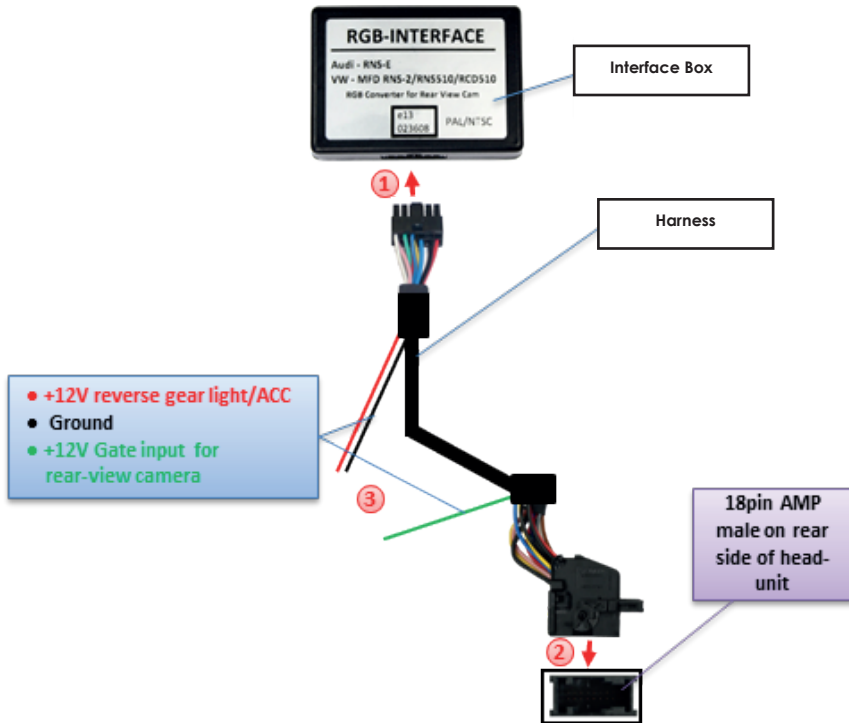 RGB-INTERFACE
Audi - RNS-E
VW - MFD RNS-2/RNS510/RCD510
RGB Converter for Rear View Cam
e13
023608
PAL/NTSC
Interface Box
1
Harness
• +12V reverse gear light/ACC
• Ground
• +12V Gate input for
rear-view camera
3
18pin AMP
male on rear
side of head-
unit
2